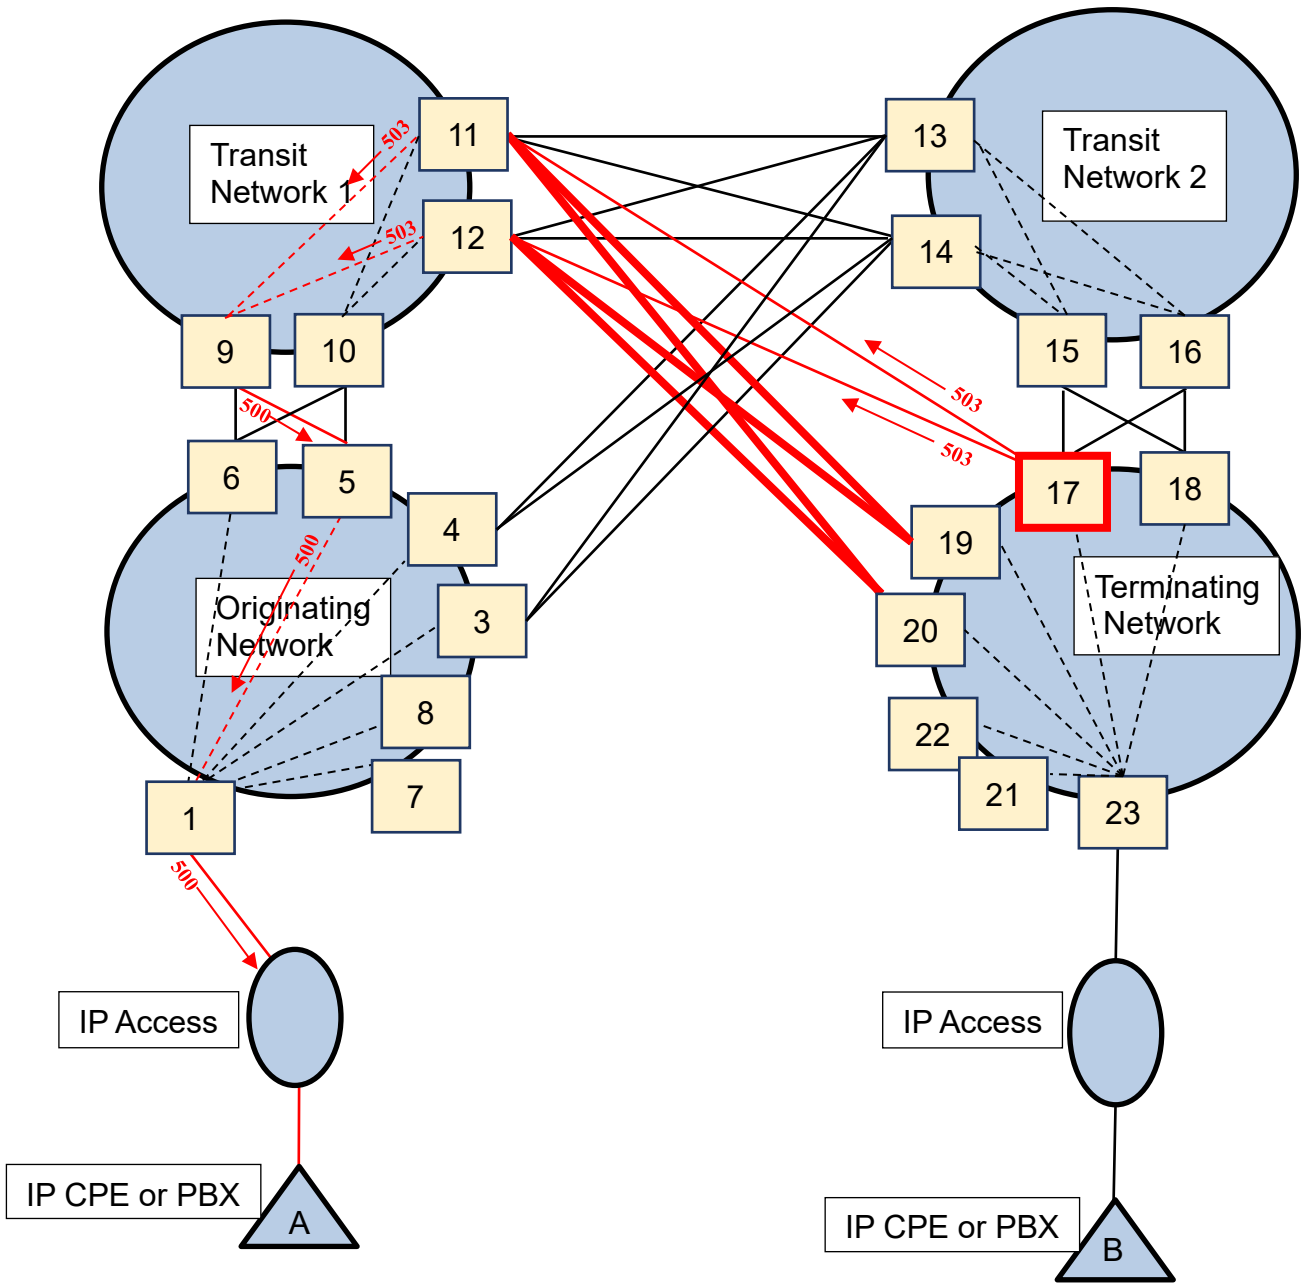 11
13
503
Transit
Network 1
Transit
Network 2
12
503
14
9
10
15
16
503
500
503
6
5
17
18
4
19
500
Originating
Network
Terminating
Network
3
20
8
22
7
21
1
23
500
IP Access
IP Access
IP CPE or PBX
A
IP CPE or PBX
B